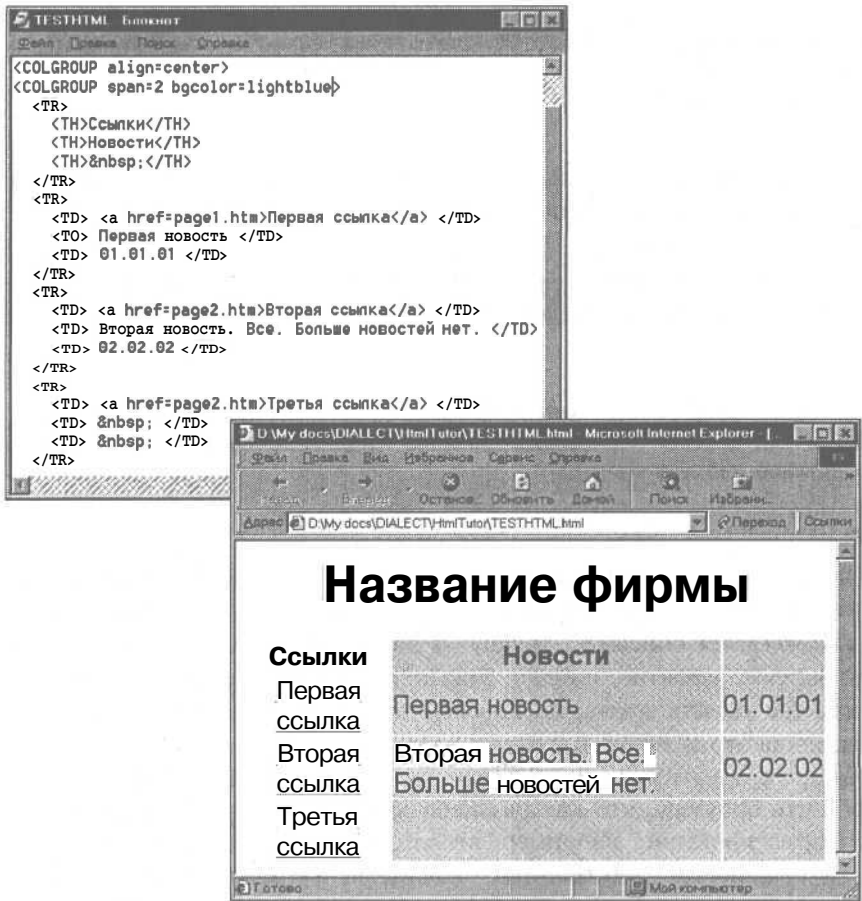 TESTHTML - Блокнот
Файл Правка Поиск Справка
<COLGROUP align=center>
<COLGROUP span=2 bgcolor=lightblue>
<TR>
<TH>Ссылки</TH>
<TH>Новости</TH>
<TH>&nbsp;</TH>
</TR>
<TR>
<TD> <a href=page1.htm>Первая ссылка</a> </TD>
<TO> Первая новость </TD>
<TD> 01.01.01 </TD>
</TR>
<TR>
<TD> <a href=page2.htm>Вторая ссылка</a> </TD>
<TD> Вторая новость. Все. Больше новостей нет. </TD>
<TD> 02.02.02 </TD>
</TR>
<TR>
<TD> <a href=page2.htm>Третья ссылка</a> </TD>
<TD> &nbsp; </TD>
<TD> &nbsp; </TD>
</TR>
D:\My docs\DIALECT\HtmlTutor\TESTHTML.html - Microsoft Internet Explorer - [
Файл Правка Вид Избранное Сервис Справка
Назад Вперед Останов... Обновить Домой Поиск Избранн...
Адрес D:\My docs\DIALECT\HtmlTutor\TESTHTML.html Переход Ссылки
Название фирмы
Ссылки Новости
Первая ссылка Первая новость 01.01.01
Вторая ссылка Вторая новость. Все. Больше новостей нет. 02.02.02
Третья ссылка
Готово Мой компьютер